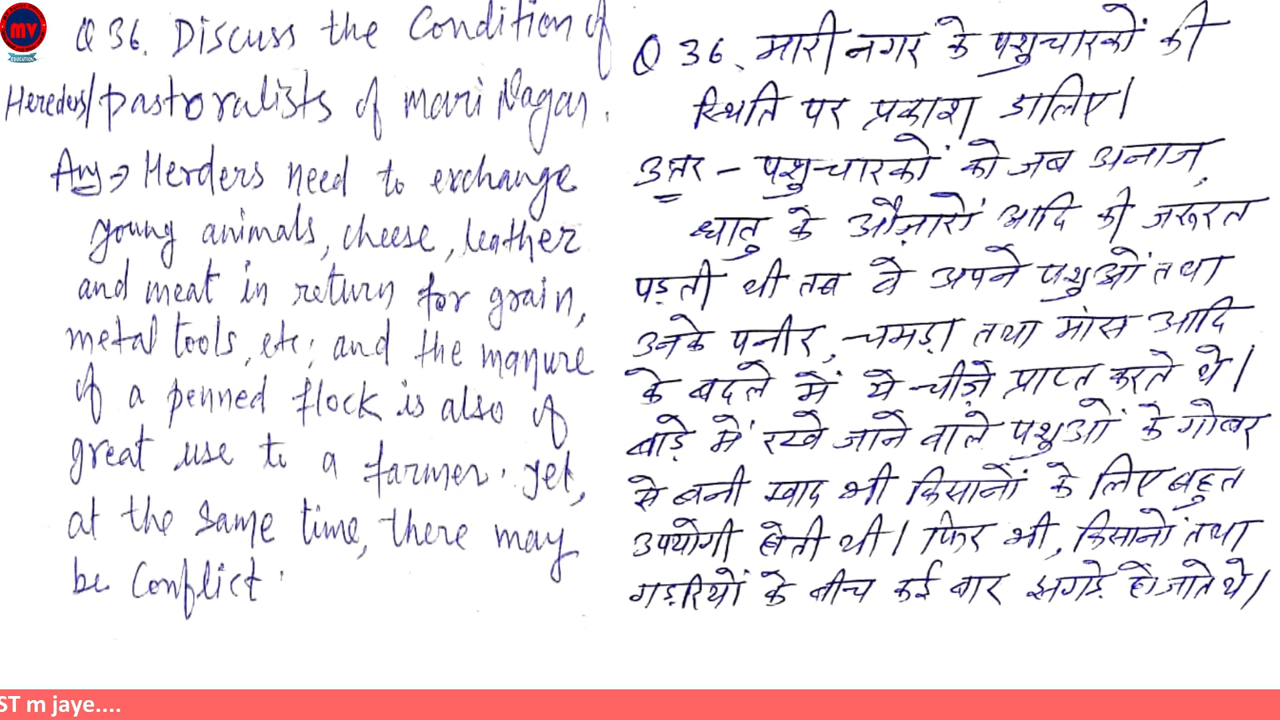 mv
EDUCATION
Q 36. Discuss the Condition of
Hereders/pastoralists of mari Nagar.
Ans → Herders need to exchange
young animals, cheese, leather
and meat in return for grain,
metal tools, etc; and the manure
of a penned flock is also of
great use to a farmer. Yet,
at the same time, there may
be conflict.
Q 36. मारी नगर के पशुचारकों की
स्थिति पर प्रकाश डालिए।
उत्तर - पशुचारकों को जब अनाज,
धातु के औज़ारों आदि की जरूरत
पड़ती थी तब वे अपने पशुओं तथा
उनके पनीर, चमड़ा तथा मांस आदि
के बदले में ये चीज़ें प्राप्त करते थे।
बाड़े में रखे जाने वाले पशुओं के गोबर
से बनी खाद भी किसानों के लिए बहुत
उपयोगी होती थी। फिर भी, किसानों तथा
गड़रियों के बीच कई बार झगड़े हो जाते थे।
ST m jaye....